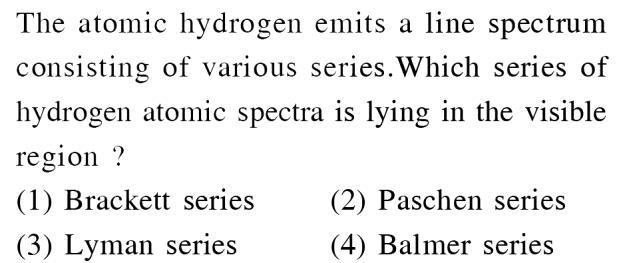 The atomic hydrogen emits a line spectrum
consisting of various series.Which series of
hydrogen atomic spectra is lying in the visible
region ?
(1) Brackett series (2) Paschen series
(3) Lyman series (4) Balmer series